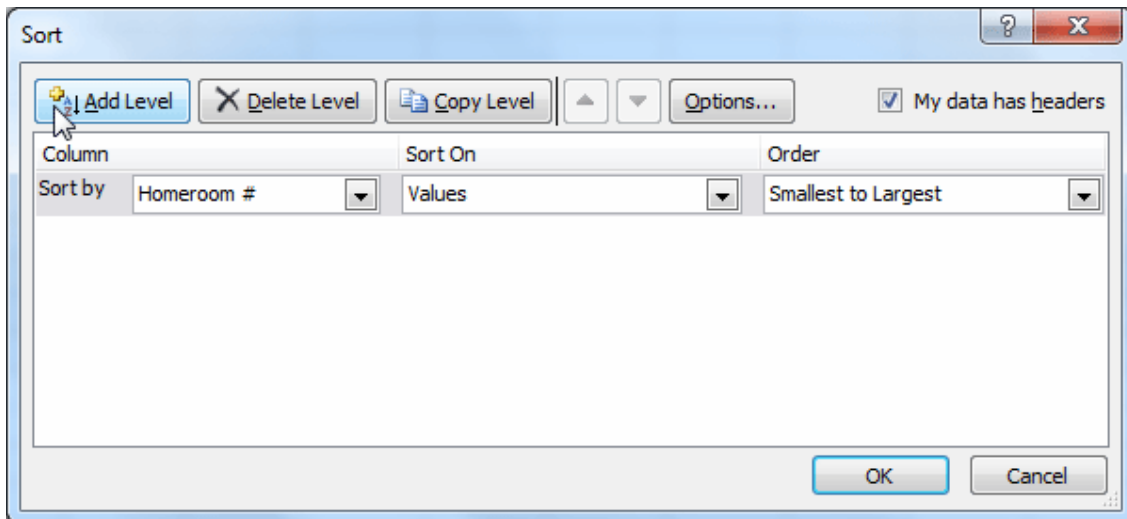 Sort
Add Level Delete Level Copy Level Options... My data has headers
Column Sort On Order
Sort by Homeroom # Values Smallest to Largest
OK Cancel